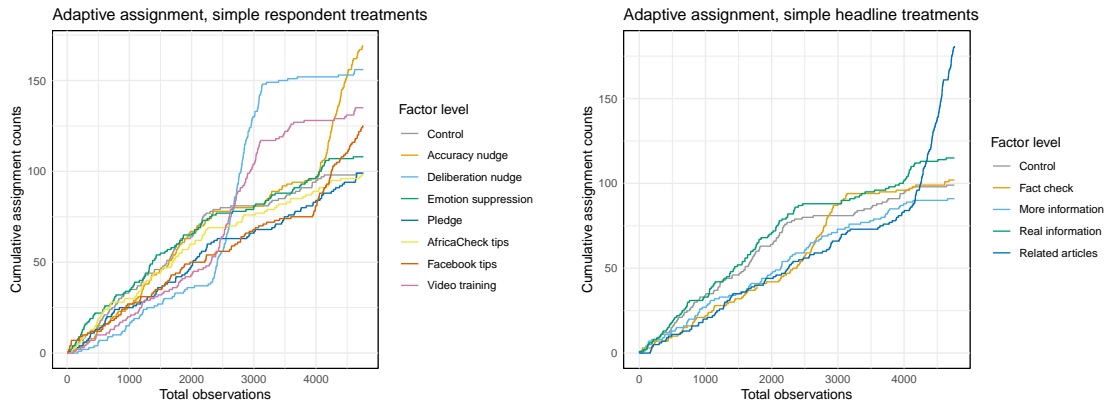 Adaptive assignment, simple respondent treatments
Cumulative assignment counts
150
100
50
0
0 1000 2000 3000 4000
Total observations
Factor level
Control
Accuracy nudge
Deliberation nudge
Emotion suppression
Pledge
AfricaCheck tips
Facebook tips
Video training
Adaptive assignment, simple headline treatments
Cumulative assignment counts
150
100
50
0
0 1000 2000 3000 4000
Total observations
Factor level
Control
Fact check
More information
Real information
Related articles